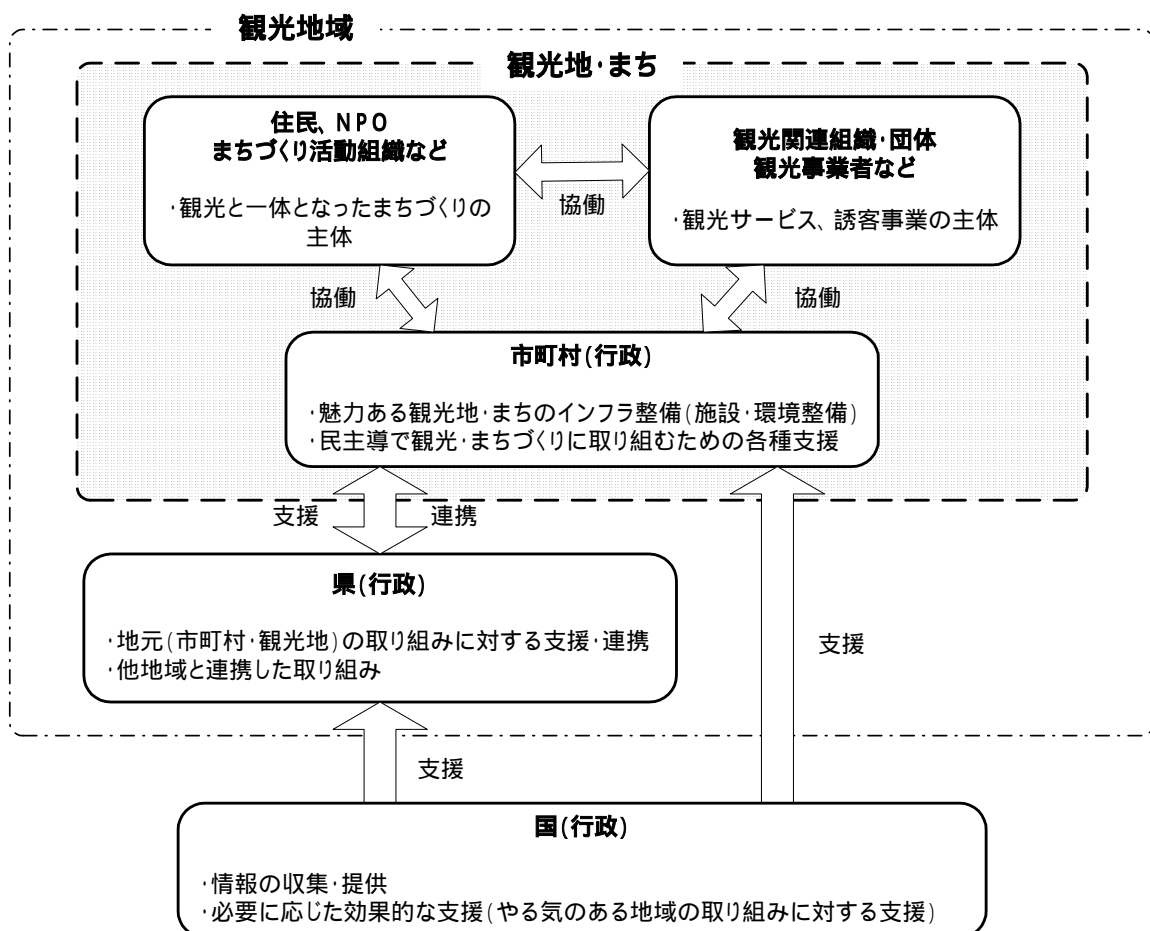 観光地域
観光地・まち
住民、NPO
まちづくり活動組織など
・観光と一体となったまちづくりの
主体
協働
観光関連組織・団体
観光事業者など
・観光サービス、誘客事業の主体
協働
協働
市町村(行政)
・魅力ある観光地・まちのインフラ整備(施設・環境整備)
・民主導で観光・まちづくりに取り組むための各種支援
支援
連携
県(行政)
・地元(市町村・観光地)の取り組みに対する支援・連携
・他地域と連携した取り組み
支援
支援
国(行政)
・情報の収集・提供
・必要に応じた効果的な支援(やる気のある地域の取り組みに対する支援)